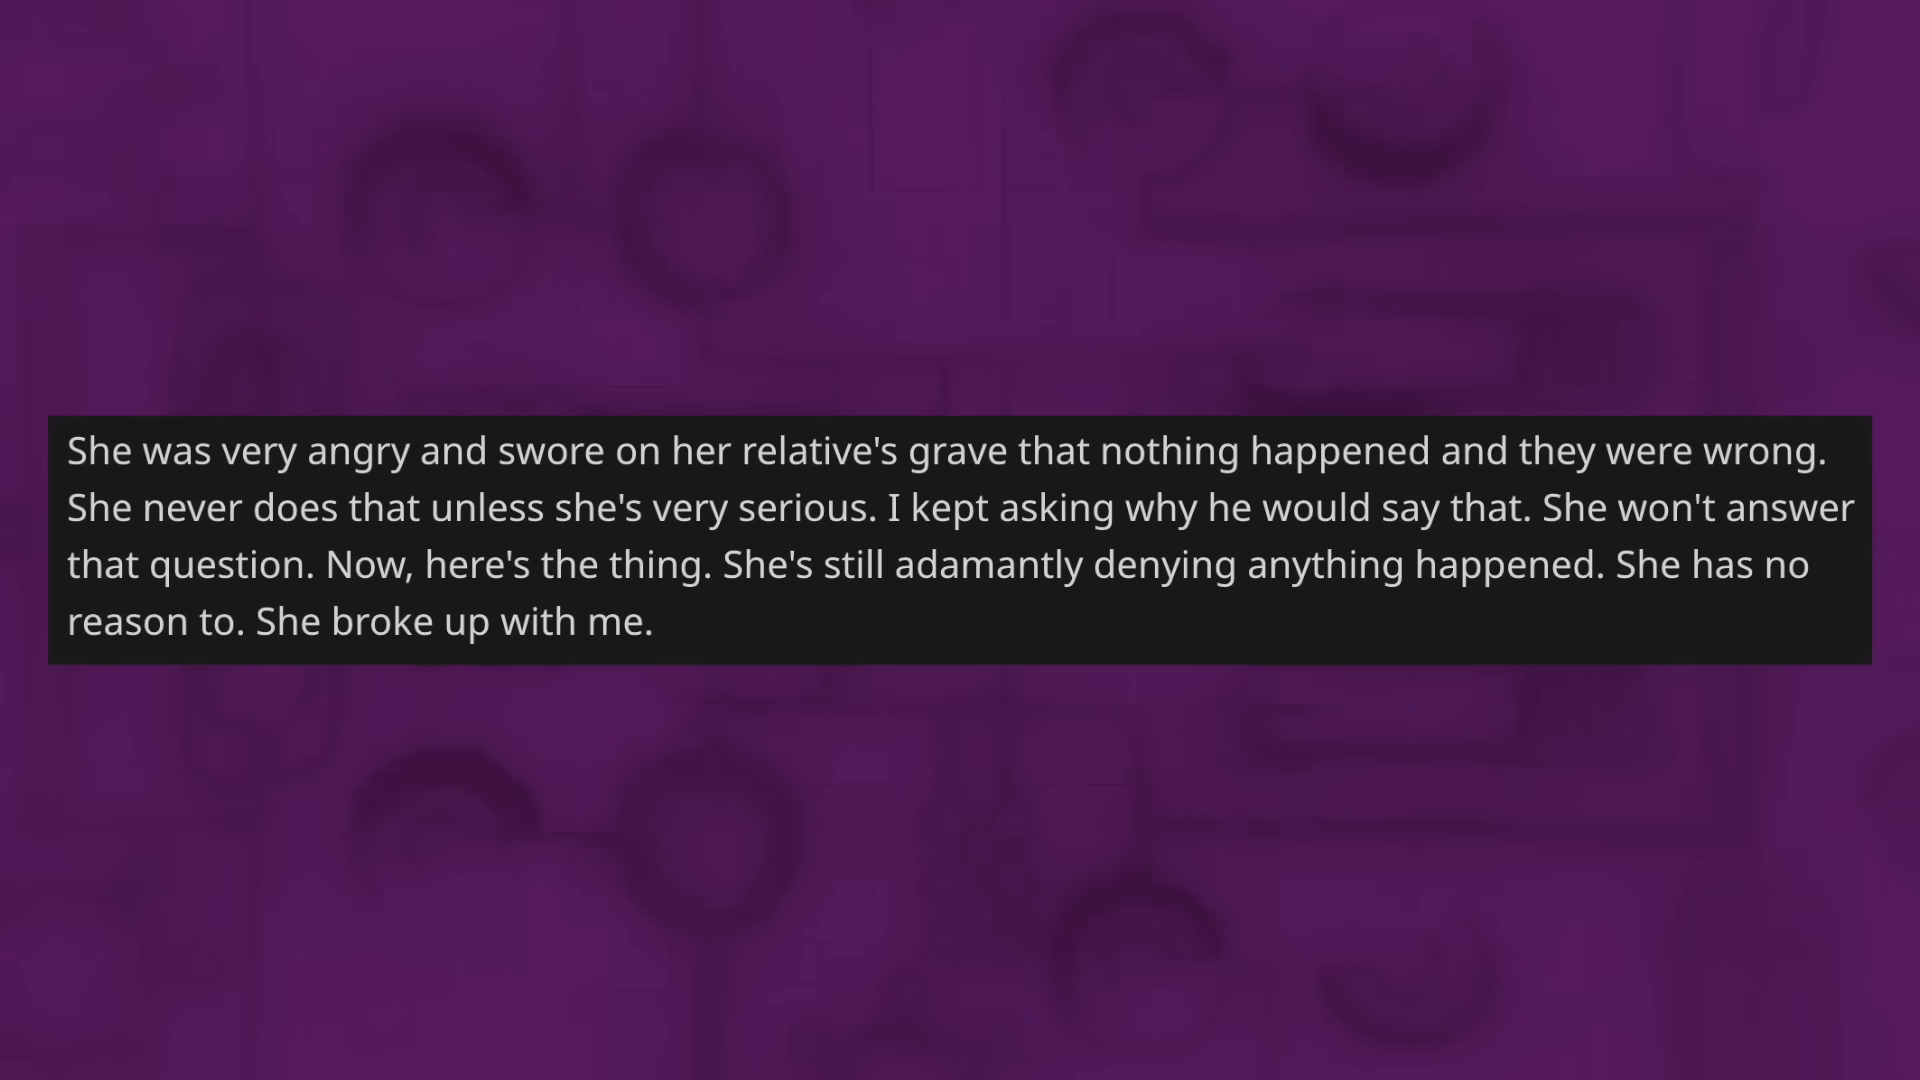 She was very angry and swore on her relative's grave that nothing happened and they were wrong.
She never does that unless she's very serious. I kept asking why he would say that. She won't answer
that question. Now, here's the thing. She's still adamantly denying anything happened. She has no
reason to. She broke up with me.